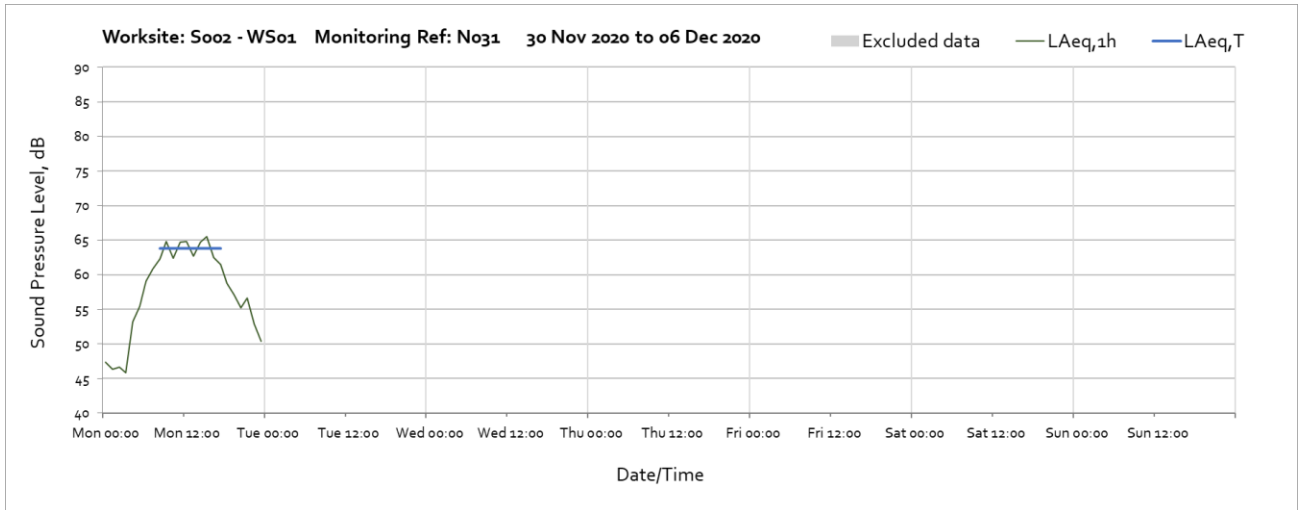 Worksite: S002 - WS01 Monitoring Ref: N031 30 Nov 2020 to 06 Dec 2020
Excluded data LAeq,1h LAeq,T
90
85
80
75
70
65
60
55
50
45
40
Sound Pressure Level, dB
Mon 00:00 Mon 12:00 Tue 00:00 Tue 12:00 Wed 00:00 Wed 12:00 Thu 00:00 Thu 12:00 Fri 00:00 Fri 12:00 Sat 00:00 Sat 12:00 Sun 00:00 Sun 12:00
Date/Time